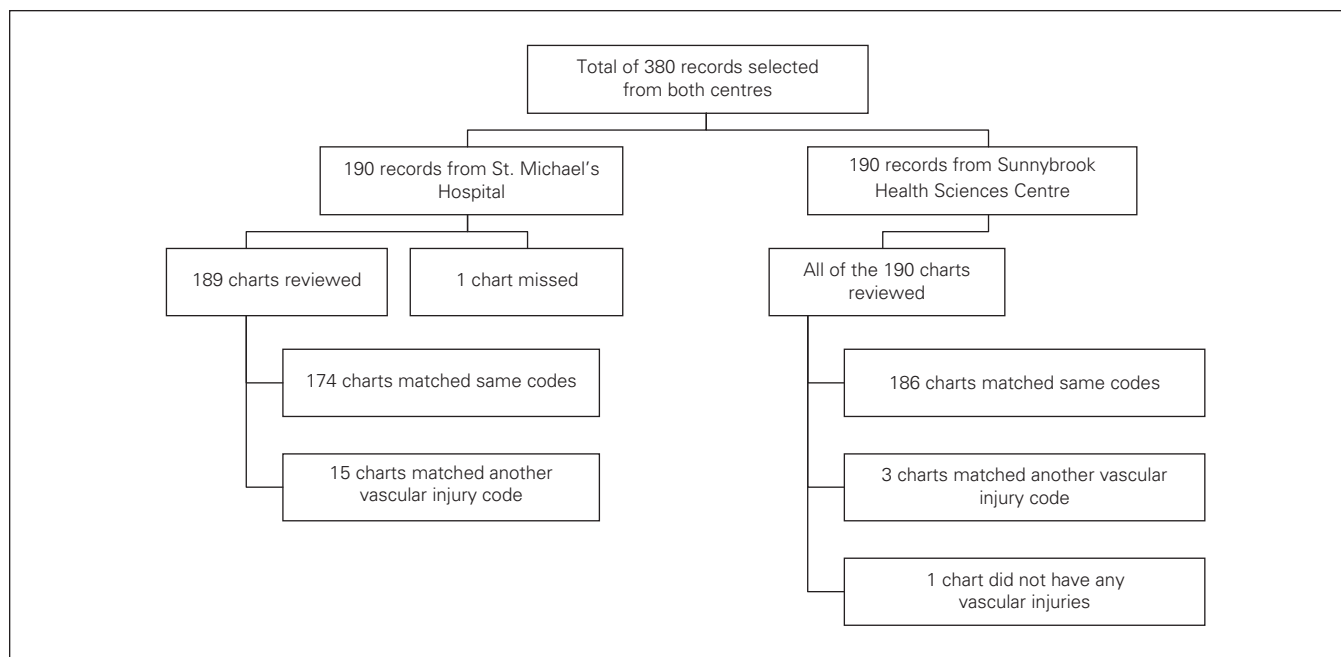 Total of 380 records selected
from both centres
190 records from St. Michael's
Hospital
190 records from Sunnybrook
Health Sciences Centre
189 charts reviewed
1 chart missed
All of the 190 charts
reviewed
174 charts matched same codes
186 charts matched same codes
15 charts matched another
vascular injury code
3 charts matched another vascular
injury code
1 chart did not have any
vascular injuries